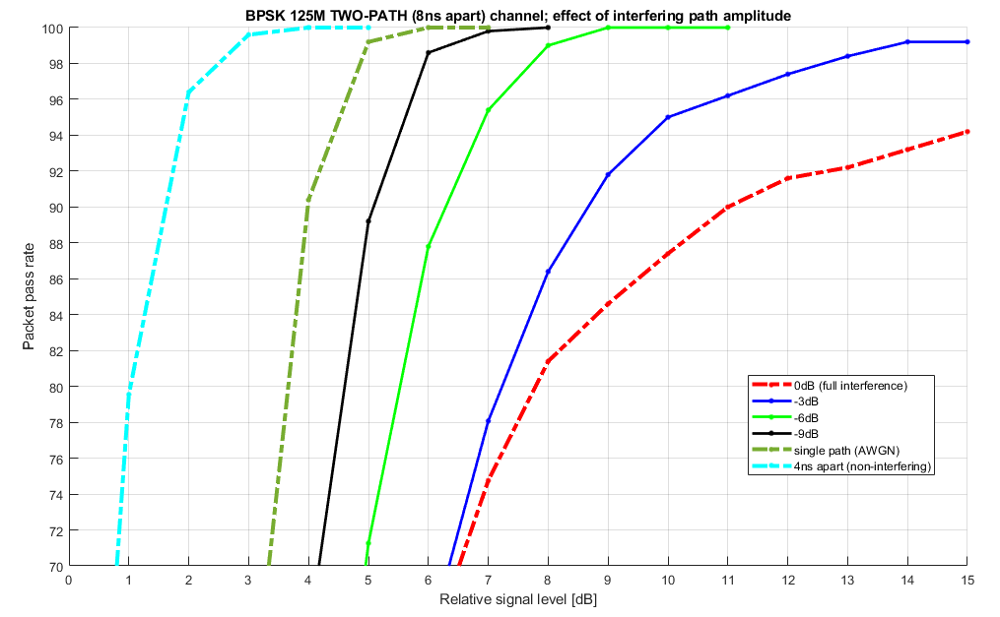 BPSK 125M TWO-PATH (8ns apart) channel; effect of interfering path amplitude
100
98
96
94
92
90
88
86
84
82
80
78
76
74
72
70
Packet pass rate
0dB (full interference)
-3dB
-6dB
-9dB
single path (AWGN)
4ns apart (non-interfering)
0 1 2 3 4 5 6 7 8 9 10 11 12 13 14 15
Relative signal level [dB]